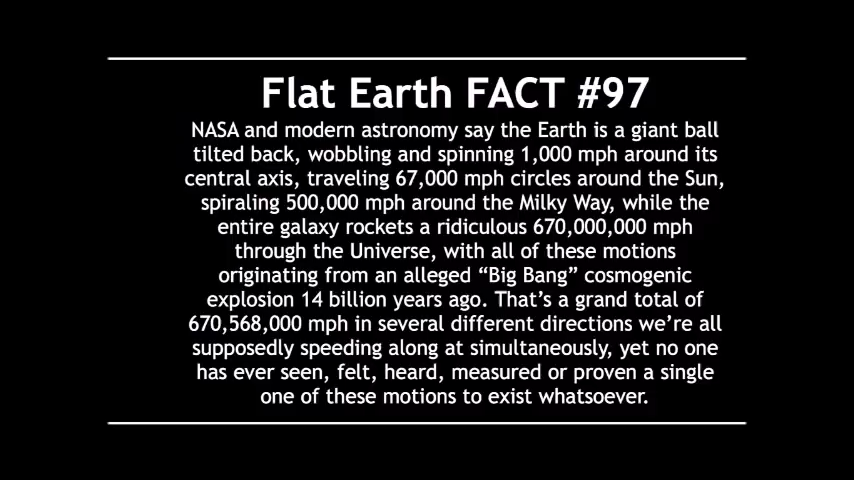 Flat Earth FACT #97
NASA and modern astronomy say the Earth is a giant ball
tilted back, wobbling and spinning 1,000 mph around its
central axis, traveling 67,000 mph circles around the Sun,
spiraling 500,000 mph around the Milky Way, while the
entire galaxy rockets a ridiculous 670,000,000 mph
through the Universe, with all of these motions
originating from an alleged “Big Bang” cosmogenic
explosion 14 billion years ago. That’s a grand total of
670,568,000 mph in several different directions we’re all
supposedly speeding along at simultaneously, yet no one
has ever seen, felt, heard, measured or proven a single
one of these motions to exist whatsoever.